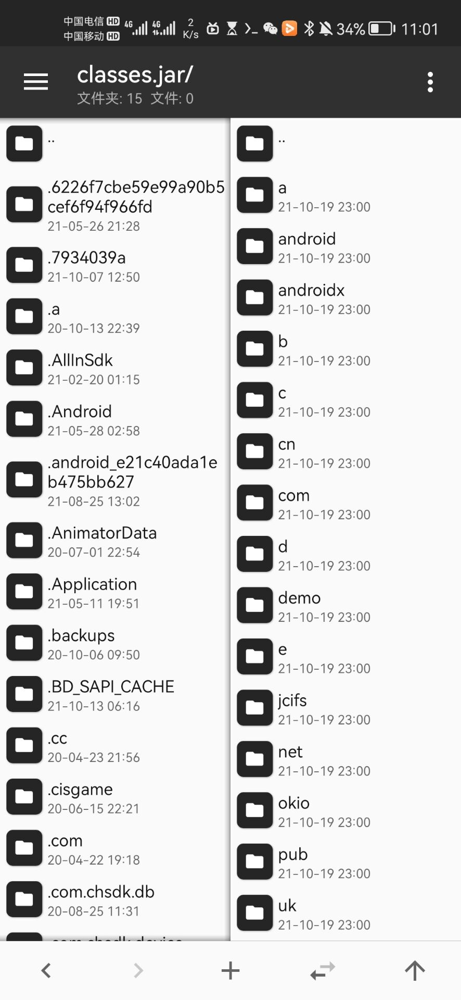 中国电信 HD 4G 4G 2 34% 11:01
中国移动 HD K/s
classes.jar/
文件夹: 15 文件: 0
..
.6226f7cbe59e99a90b5
cef6f94f966fd
21-05-26 21:28
.7934039a
21-10-07 12:50
.a
20-10-13 22:39
.AllInSdk
21-02-20 01:15
.Android
21-05-28 02:58
.android_e21c40ada1e
b475bb627
21-08-25 13:02
.AnimatorData
20-07-01 22:54
.Application
21-05-11 19:51
.backups
20-10-06 09:50
.BD_SAPI_CACHE
21-10-13 06:16
.cc
20-04-23 21:56
.cisgame
20-06-15 22:21
.com
20-04-22 19:18
.com.chsdk.db
20-08-25 11:31
..
a
21-10-19 23:00
android
21-10-19 23:00
androidx
21-10-19 23:00
b
21-10-19 23:00
c
21-10-19 23:00
cn
21-10-19 23:00
com
21-10-19 23:00
d
21-10-19 23:00
demo
21-10-19 23:00
e
21-10-19 23:00
jcifs
21-10-19 23:00
net
21-10-19 23:00
okio
21-10-19 23:00
pub
21-10-19 23:00
uk
21-10-19 23:00